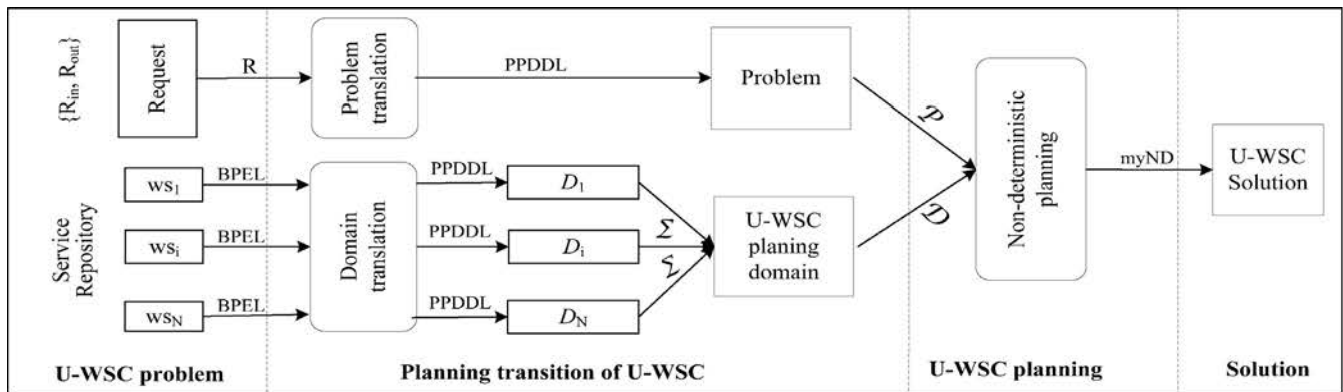 {R_in, R_out}
Request
R
Problem
translation
PPDDL
Problem
𝒫
Service
Repository
ws_1
BPEL
ws_i
BPEL
ws_N
BPEL
Domain
translation
PPDDL
D_1
PPDDL
D_i
PPDDL
D_N
Σ
Σ
U-WSC
planing
domain
𝒟
Non-deterministic
planning
myND
U-WSC
Solution
U-WSC problem
Planning transition of U-WSC
U-WSC planning
Solution